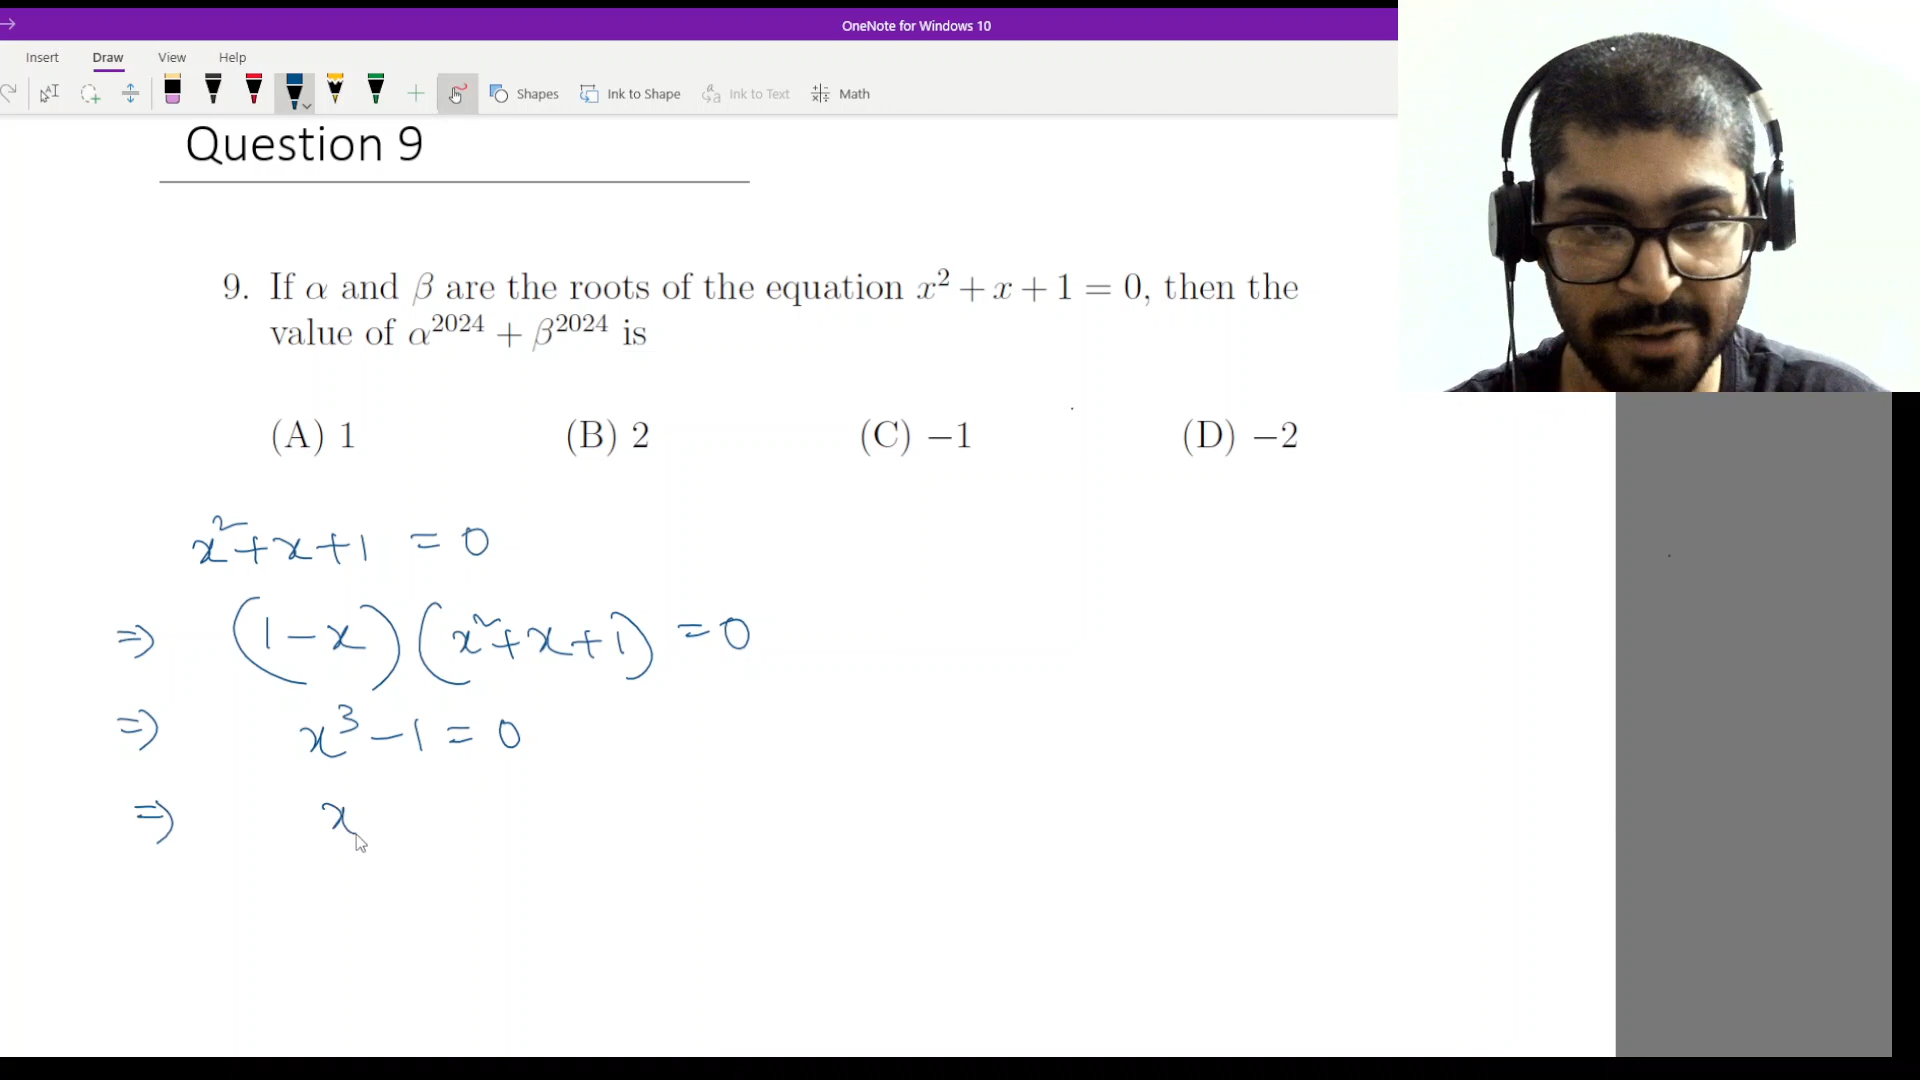 OneNote for Windows 10
Insert Draw View Help
Shapes Ink to Shape Ink to Text Math
Question 9
9. If α and β are the roots of the equation x² + x + 1 = 0, then the
value of α²⁰²⁴ + β²⁰²⁴ is
(A) 1 (B) 2 (C) −1 (D) −2
x² + x + 1 = 0
⇒ (1 − x) (x² + x + 1) = 0
⇒ x³ − 1 = 0
⇒ x